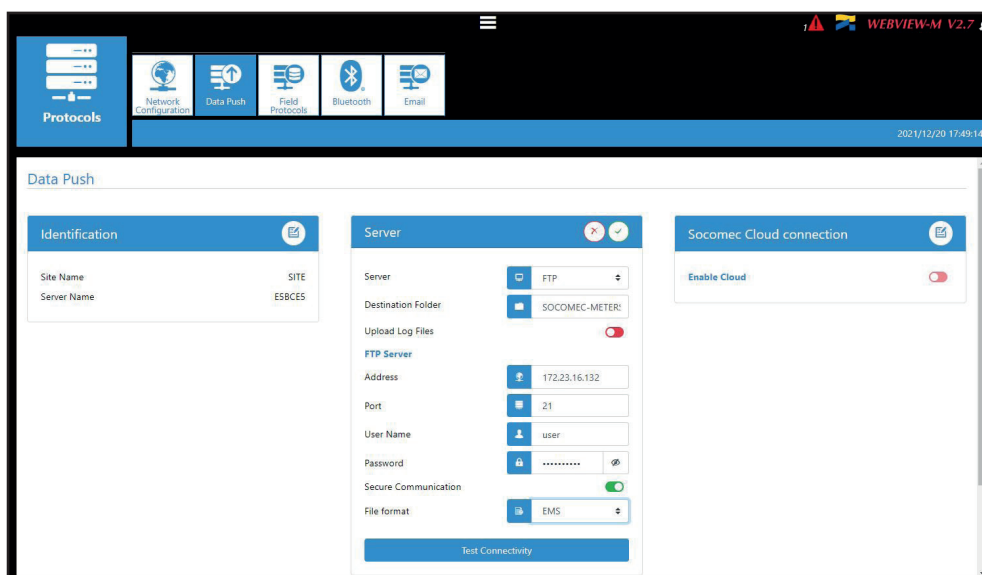 1 WEBVIEW-M V2.7
Protocols
Network Configuration
Data Push
Field Protocols
Bluetooth
Email
2021/12/20 17:49:14
Data Push
Identification
Site Name SITE
Server Name E5BCE5
Server
Server FTP
Destination Folder SOCOMEC-METERS
Upload Log Files
FTP Server
Address 172.23.16.132
Port 21
User Name user
Password ••••••••••
Secure Communication
File format EMS
Test Connectivity
Socomec Cloud connection
Enable Cloud